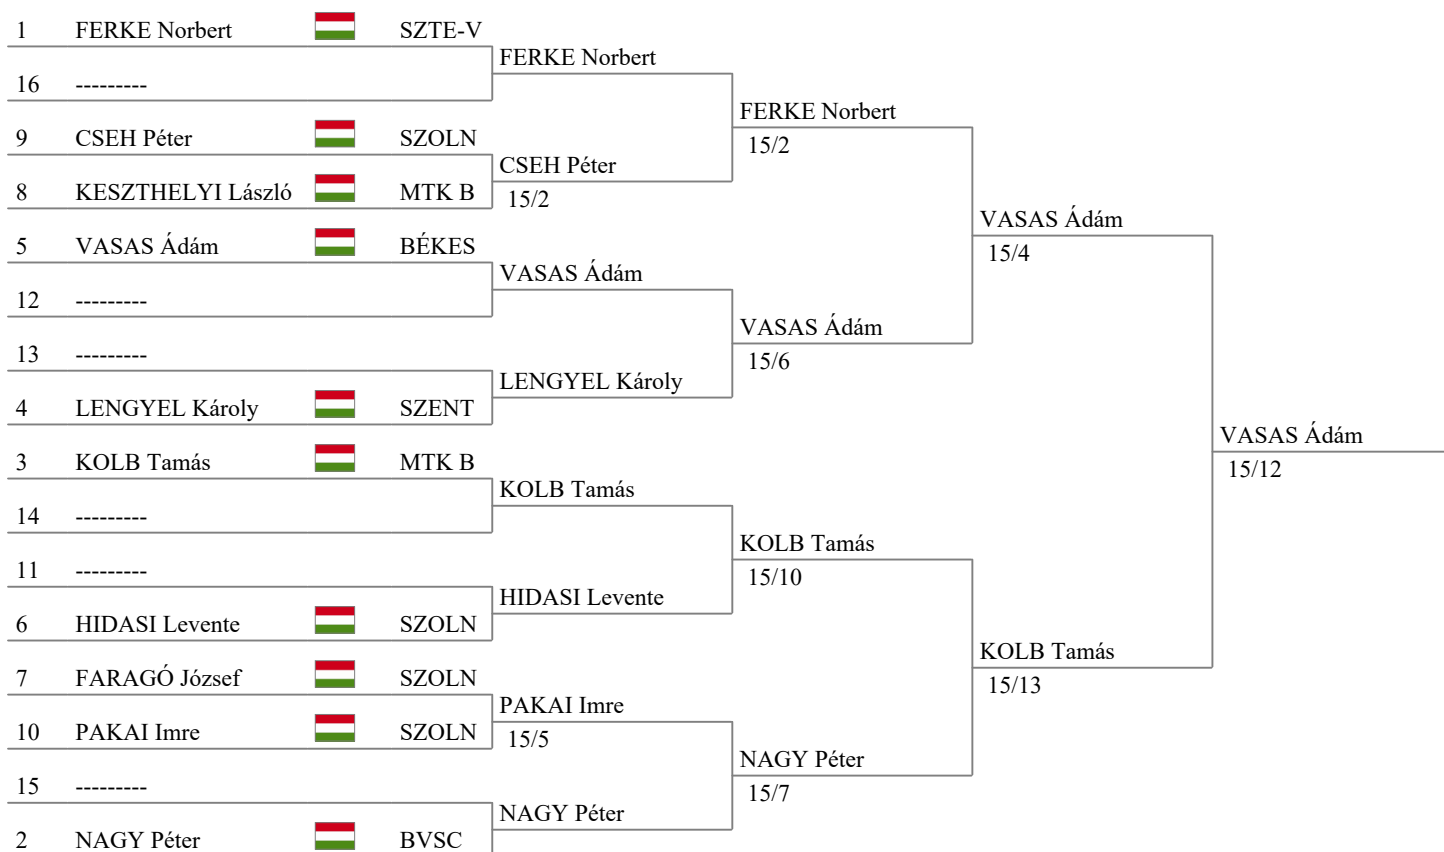 1 FERKE Norbert SZTE-V
16 ---------
9 CSEH Péter SZOLN
8 KESZTHELYI László MTK B
5 VASAS Ádám BÉKES
12 ---------
13 ---------
4 LENGYEL Károly SZENT
3 KOLB Tamás MTK B
14 ---------
11 ---------
6 HIDASI Levente SZOLN
7 FARAGÓ József SZOLN
10 PAKAI Imre SZOLN
15 ---------
2 NAGY Péter BVSC
FERKE Norbert
CSEH Péter
15/2
VASAS Ádám
LENGYEL Károly
KOLB Tamás
HIDASI Levente
PAKAI Imre
15/5
NAGY Péter
FERKE Norbert
15/2
VASAS Ádám
15/6
KOLB Tamás
15/10
NAGY Péter
15/7
VASAS Ádám
15/4
KOLB Tamás
15/13
VASAS Ádám
15/12